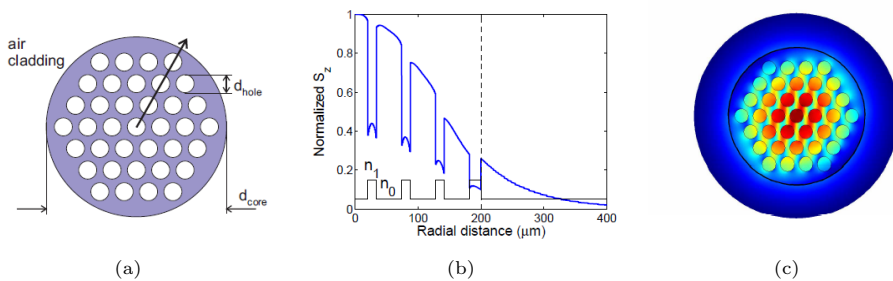 air
cladding
d_hole
d_core
(a)
Normalized S_z
1
0.8
0.6
0.4
0.2
0
n_1
n_0
0 100 200 300 400
Radial distance (μm)
(b)
(c)